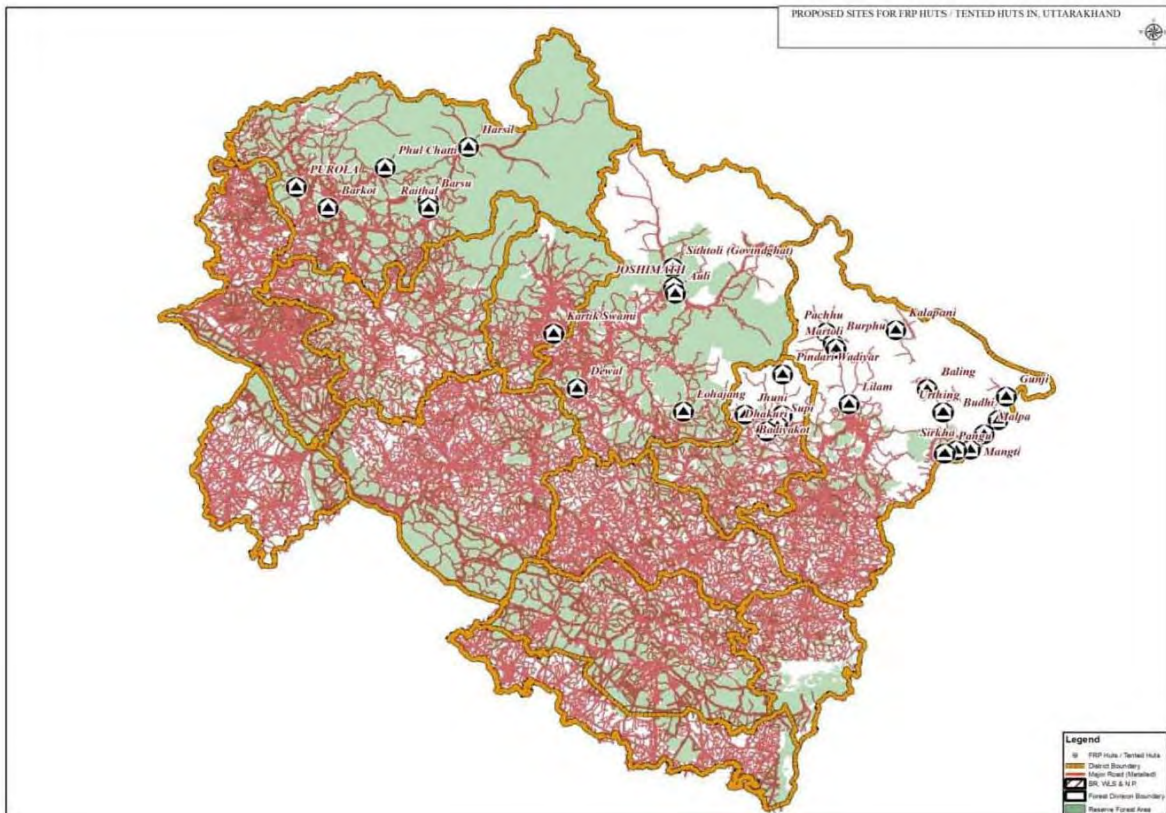 PROPOSED SITES FOR FRP HUTS / TENTED HUTS IN, UTTARAKHAND
Harsil
Phul Chatti
PUROLA
Barsu
Raithal
Barkot
Sithtoli (Govindghat)
JOSHIMATH
Auli
Kartik Swami
Pachhu
Kalapani
Burphu
Martoli
Pindari Wadiyar
Dewal
Baling
Gunji
Jhuni
Lilam
Urthing
Budhi
Lohajang
Supi
Dhakuri
Malpa
Badiyakot
Sirkha
Pangu
Mangti
Legend
FRP Huts / Tented Huts
District Boundary
Major Road (Metalled)
BR, WLS & N.P.
Forest Division Boundary
Reserve Forest Area